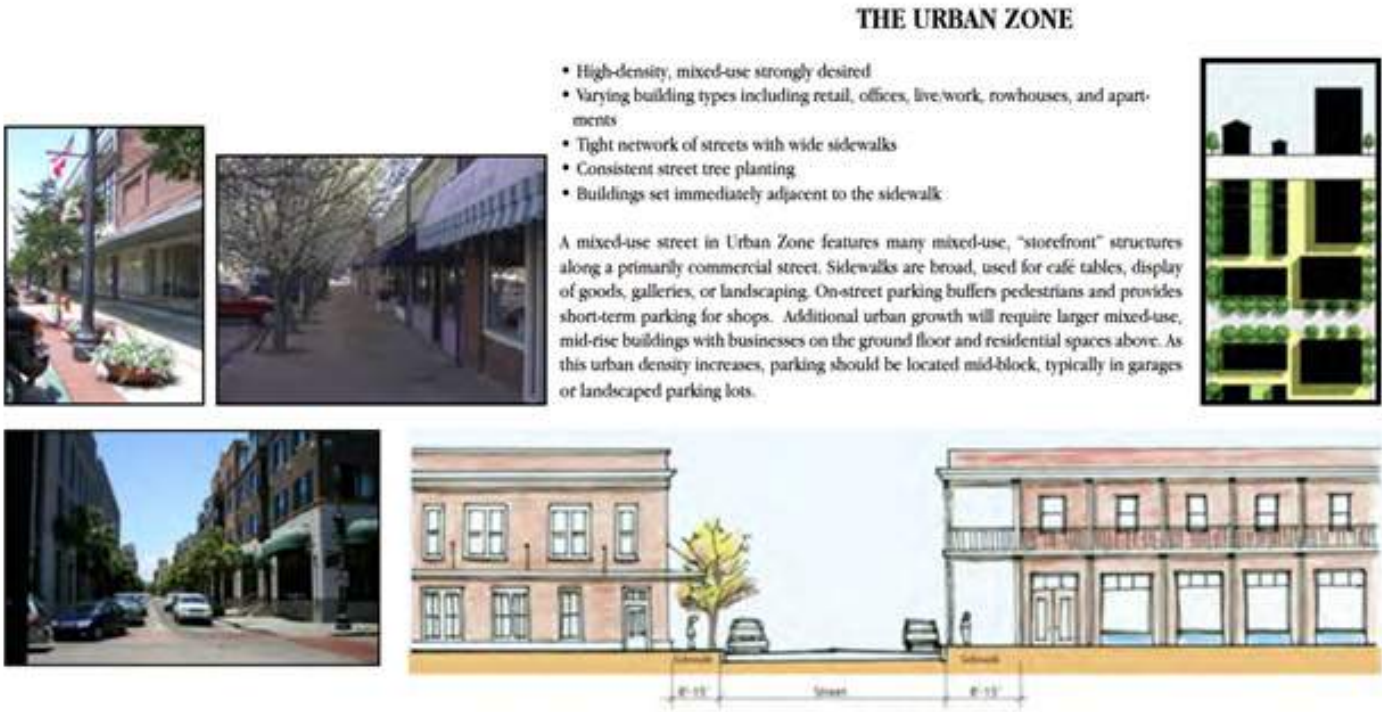 THE URBAN ZONE
• High-density, mixed-use strongly desired
• Varying building types including retail, offices, live/work, rowhouses, and apart-
ments
• Tight network of streets with wide sidewalks
• Consistent street tree planting
• Buildings set immediately adjacent to the sidewalk
A mixed-use street in Urban Zone features many mixed-use, “storefront” structures
along a primarily commercial street. Sidewalks are broad, used for café tables, display
of goods, galleries, or landscaping. On-street parking buffers pedestrians and provides
short-term parking for shops. Additional urban growth will require larger mixed-use,
mid-rise buildings with businesses on the ground floor and residential spaces above. As
this urban density increases, parking should be located mid-block, typically in garages
or landscaped parking lots.
Sidewalk Sidewalk
8'-15' Street 8'-15'